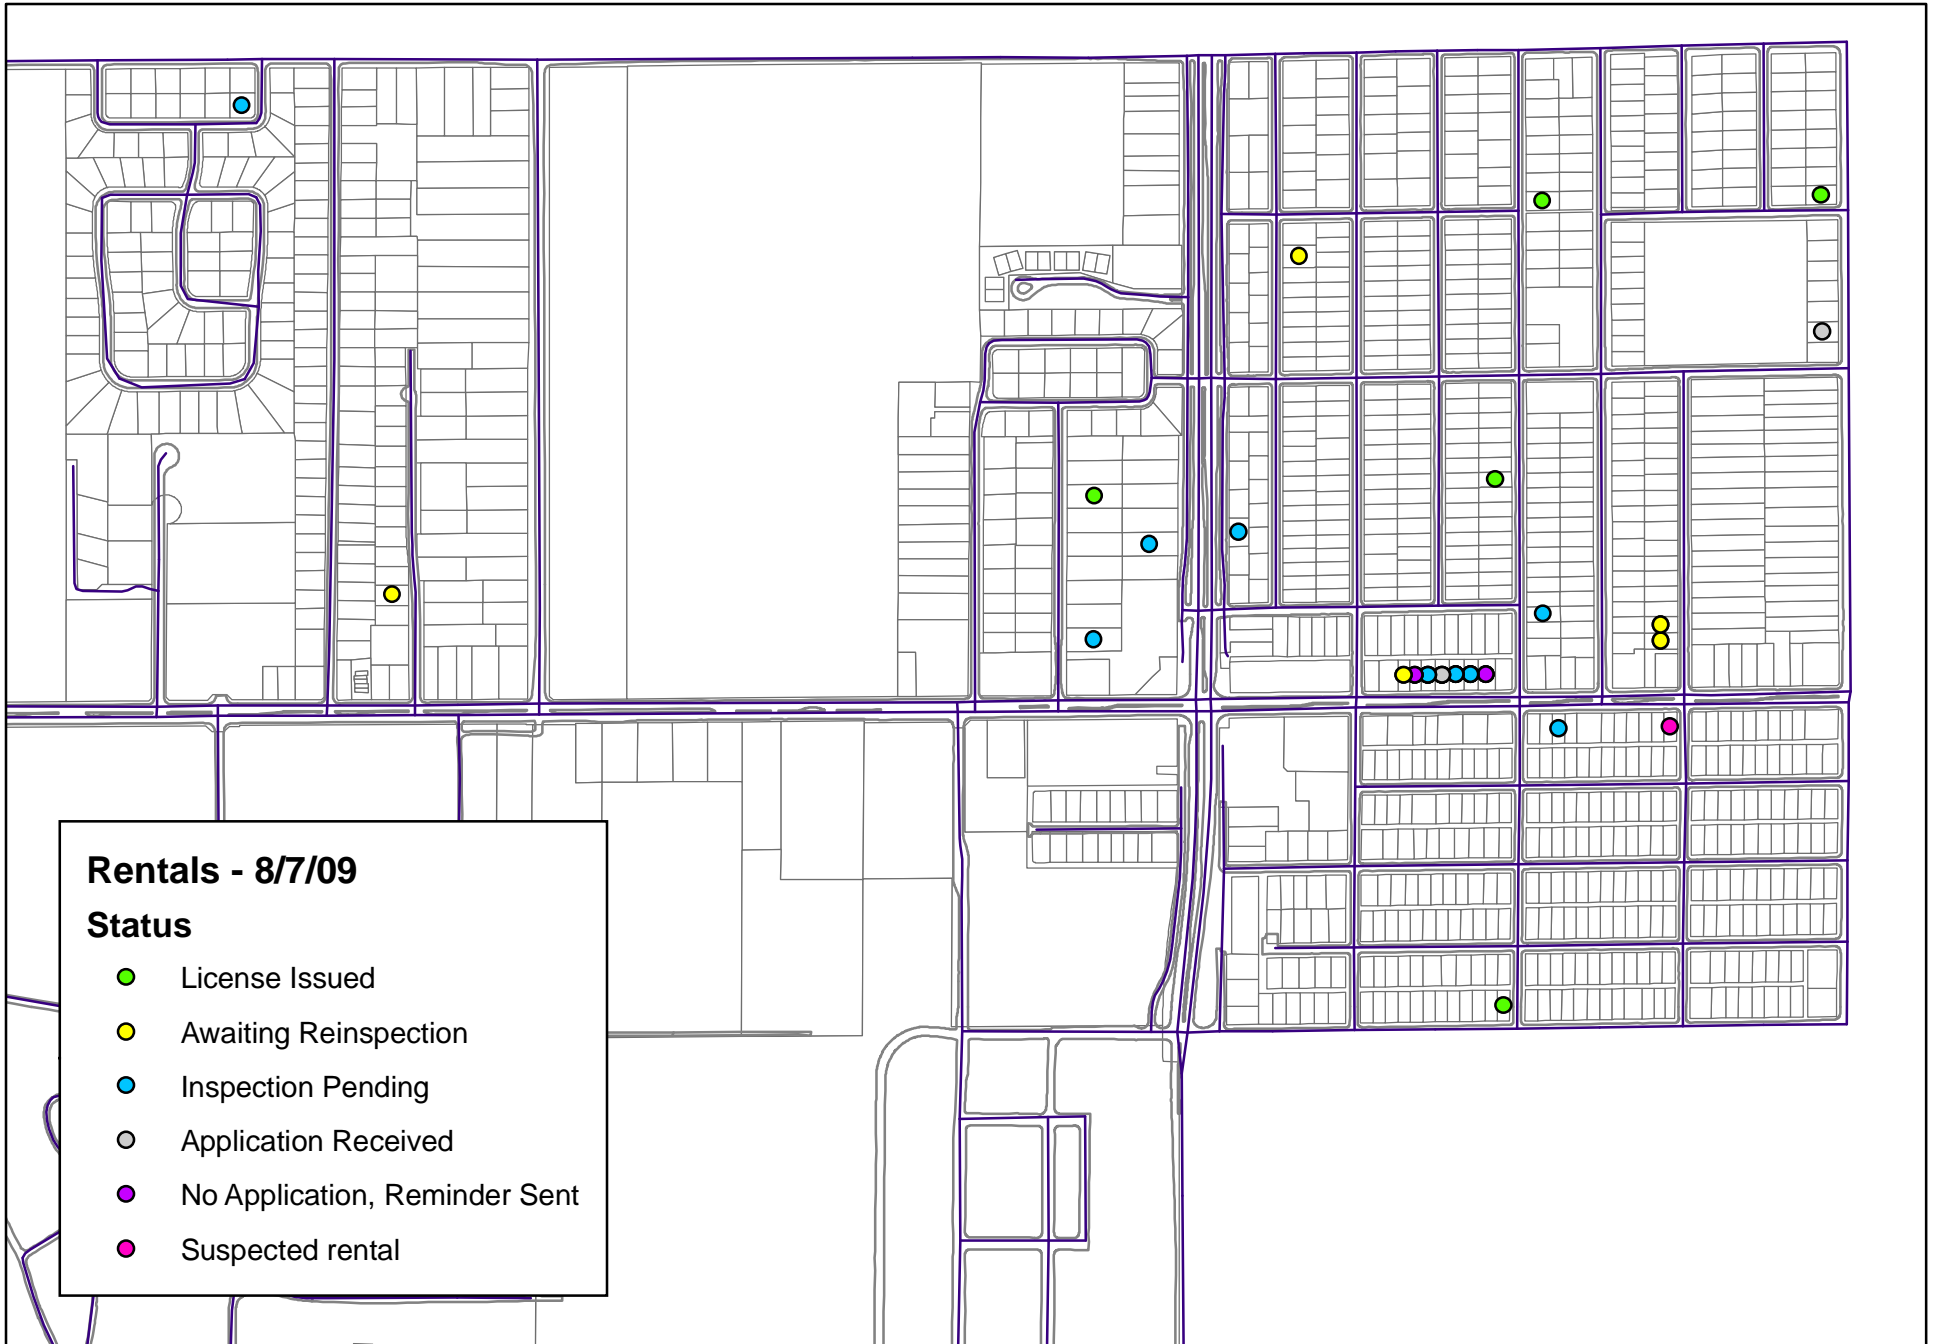 Rentals - 8/7/09
Status
License Issued
Awaiting Reinspection
Inspection Pending
Application Received
No Application, Reminder Sent
Suspected rental